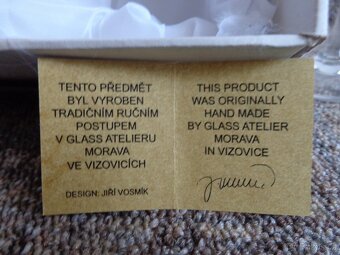 TENTO PŘEDMĚT
BYL VYROBEN
TRADIČNÍM RUČNÍM
POSTUPEM
V GLASS ATELIERU
MORAVA
VE VIZOVICÍCH
DESIGN: JIŘÍ VOSMÍK
THIS PRODUCT
WAS ORIGINALLY
HAND MADE
BY GLASS ATELIER
MORAVA
IN VIZOVICE